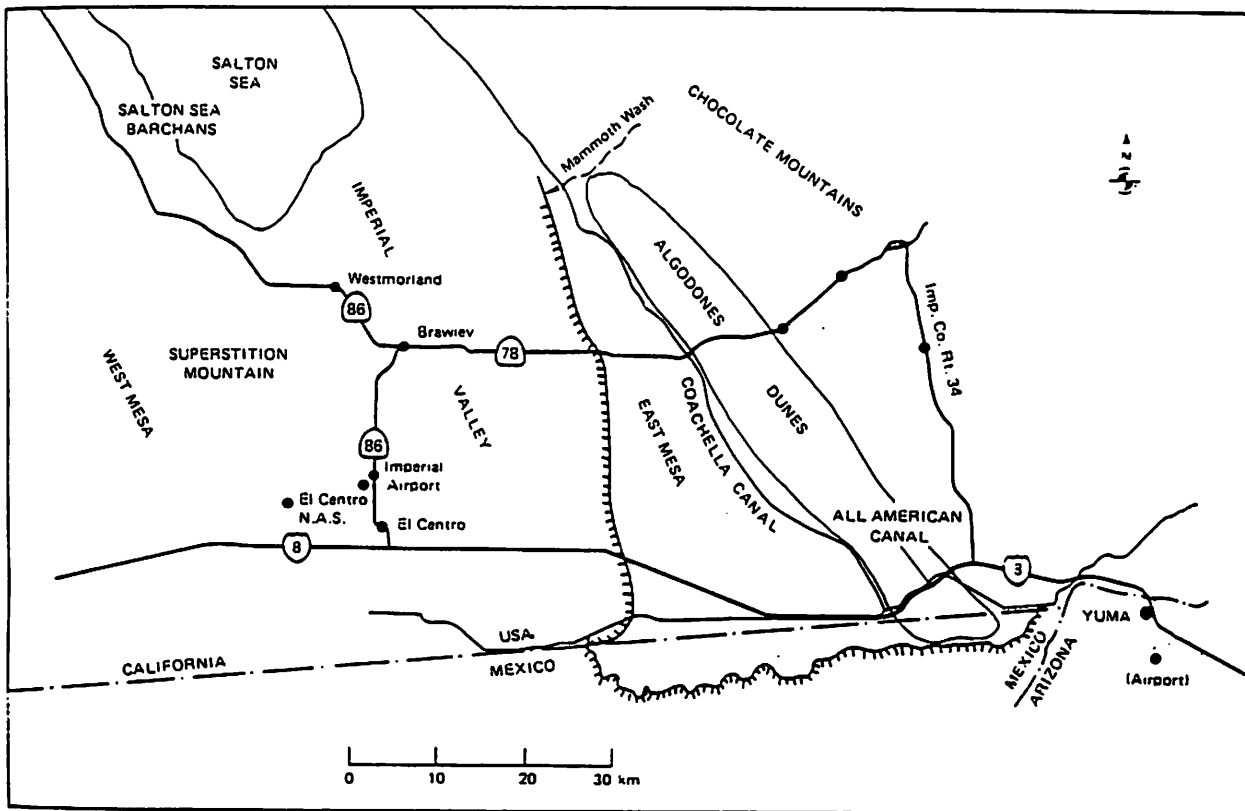 SALTON
SEA
SALTON SEA
BARCHANS
Mammoth Wash
CHOCOLATE MOUNTAINS
N
IMPERIAL
ALGODONES
Westmorland
86
Imp. Co. Rt. 34
Brawley
78
SUPERSTITION
MOUNTAIN
WEST MESA
VALLEY
EAST MESA
COACHELLA CANAL
DUNES
86
Imperial
Airport
El Centro
N.A.S.
El Centro
ALL AMERICAN
CANAL
8
3
YUMA
USA
MEXICO
CALIFORNIA
MEXICO
ARIZONA
(Airport)
0 10 20 30 km